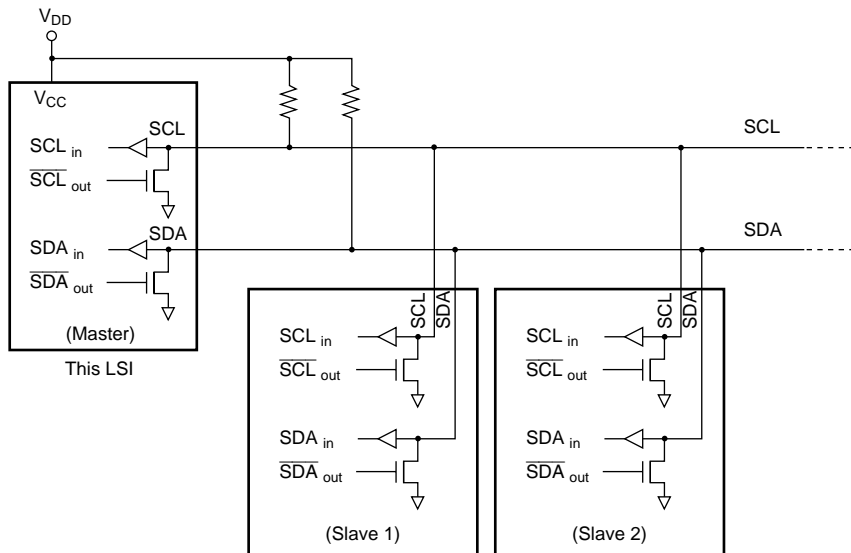 VDD
VCC
SCL
SCL in
SCL out
SDA
SDA in
SDA out
(Master)
This LSI
SCL
SDA
SCL
SDA
SCL in
SCL out
SDA in
SDA out
(Slave 1)
SCL
SDA
SCL in
SCL out
SDA in
SDA out
(Slave 2)